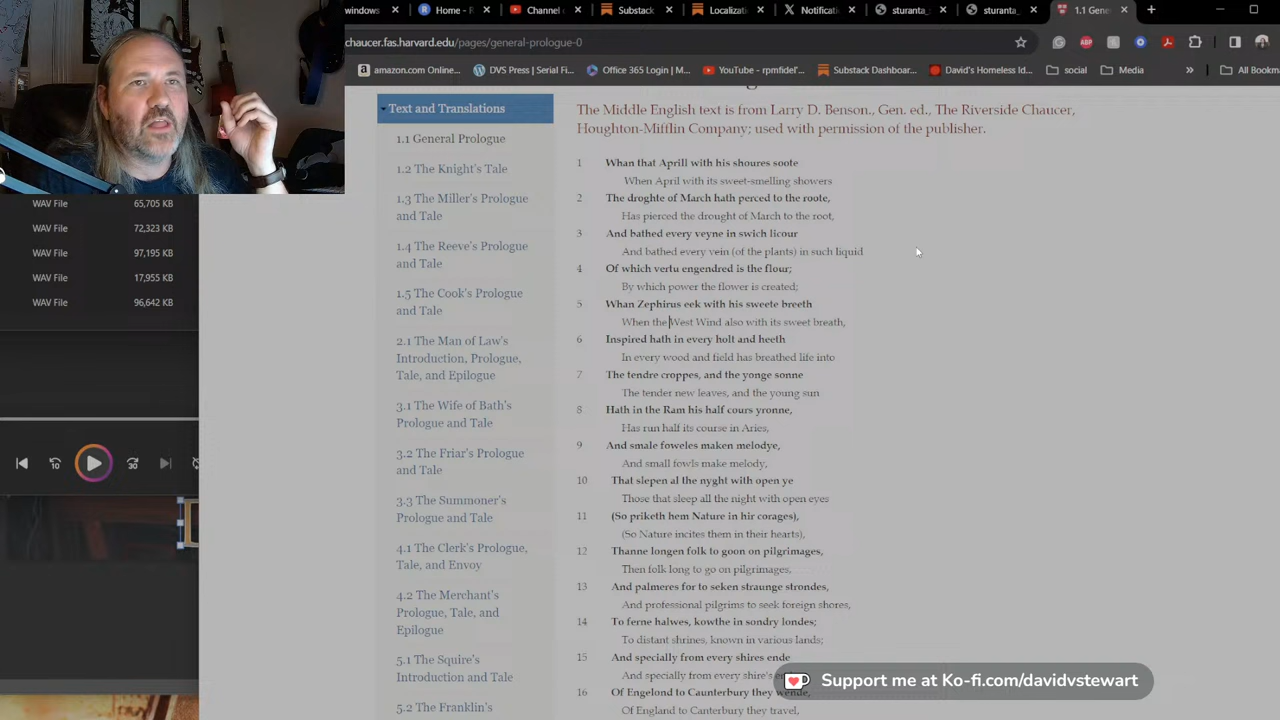 windows
Home - R
Channel c
Substack
Localizati
Notificati
sturanta_
sturanta_
1.1 Gene
chaucer.fas.harvard.edu/pages/general-prologue-0
amazon.com Online...
DVS Press | Serial Fi...
Office 365 Login | M...
YouTube - rpmfidel'...
Substack Dashboar...
David's Homeless Id...
social
Media
»
All Bookm
WAV File 65,705 KB
WAV File 72,323 KB
WAV File 97,195 KB
WAV File 17,955 KB
WAV File 96,642 KB
10
30
Text and Translations
1.1 General Prologue
1.2 The Knight's Tale
1.3 The Miller's Prologue
and Tale
1.4 The Reeve's Prologue
and Tale
1.5 The Cook's Prologue
and Tale
2.1 The Man of Law's
Introduction, Prologue,
Tale, and Epilogue
3.1 The Wife of Bath's
Prologue and Tale
3.2 The Friar's Prologue
and Tale
3.3 The Summoner's
Prologue and Tale
4.1 The Clerk's Prologue,
Tale, and Envoy
4.2 The Merchant's
Prologue, Tale, and
Epilogue
5.1 The Squire's
Introduction and Tale
5.2 The Franklin's
The Middle English text is from Larry D. Benson., Gen. ed., The Riverside Chaucer,
Houghton-Mifflin Company; used with permission of the publisher.
1 Whan that Aprill with his shoures soote
When April with its sweet-smelling showers
2 The droghte of March hath perced to the roote,
Has pierced the drought of March to the root,
3 And bathed every veyne in swich licour
And bathed every vein (of the plants) in such liquid
4 Of which vertu engendred is the flour;
By which power the flower is created;
5 Whan Zephirus eek with his sweete breeth
When the West Wind also with its sweet breath,
6 Inspired hath in every holt and heeth
In every wood and field has breathed life into
7 The tendre croppes, and the yonge sonne
The tender new leaves, and the young sun
8 Hath in the Ram his half cours yronne,
Has run half its course in Aries,
9 And smale foweles maken melodye,
And small fowls make melody,
10 That slepen al the nyght with open ye
Those that sleep all the night with open eyes
11 (So priketh hem Nature in hir corages),
(So Nature incites them in their hearts),
12 Thanne longen folk to goon on pilgrimages,
Then folk long to go on pilgrimages,
13 And palmeres for to seken straunge strondes,
And professional pilgrims to seek foreign shores,
14 To ferne halwes, kowthe in sondry londes;
To distant shrines, known in various lands;
15 And specially from every shires ende
And specially from every shire's
16 Of Engelond to Caunterbury they wende,
Of England to Canterbury they travel,
Support me at Ko-fi.com/davidvstewart